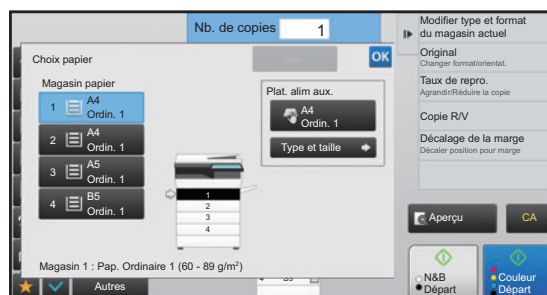 Nb. de copies 1
Choix papier
Auto.
OK
Magasin papier
1 A4
Ordin. 1
2 A4
Ordin. 1
3 A5
Ordin. 1
4 B5
Ordin. 1
Plat. alim aux.
A4
Ordin. 1
Type et taille
1
2
3
4
Magasin 1 : Pap. Ordinaire 1 (60 - 89 g/m²)
Autres
Modifier type et format
du magasin actuel
Original
Changer format/orientat.
Taux de repro.
Agrandir/Réduire la copie
Copie R/V
Décalage de la marge
Décaler position pour marge
Aperçu
CA
N&B
Départ
Couleur
Départ